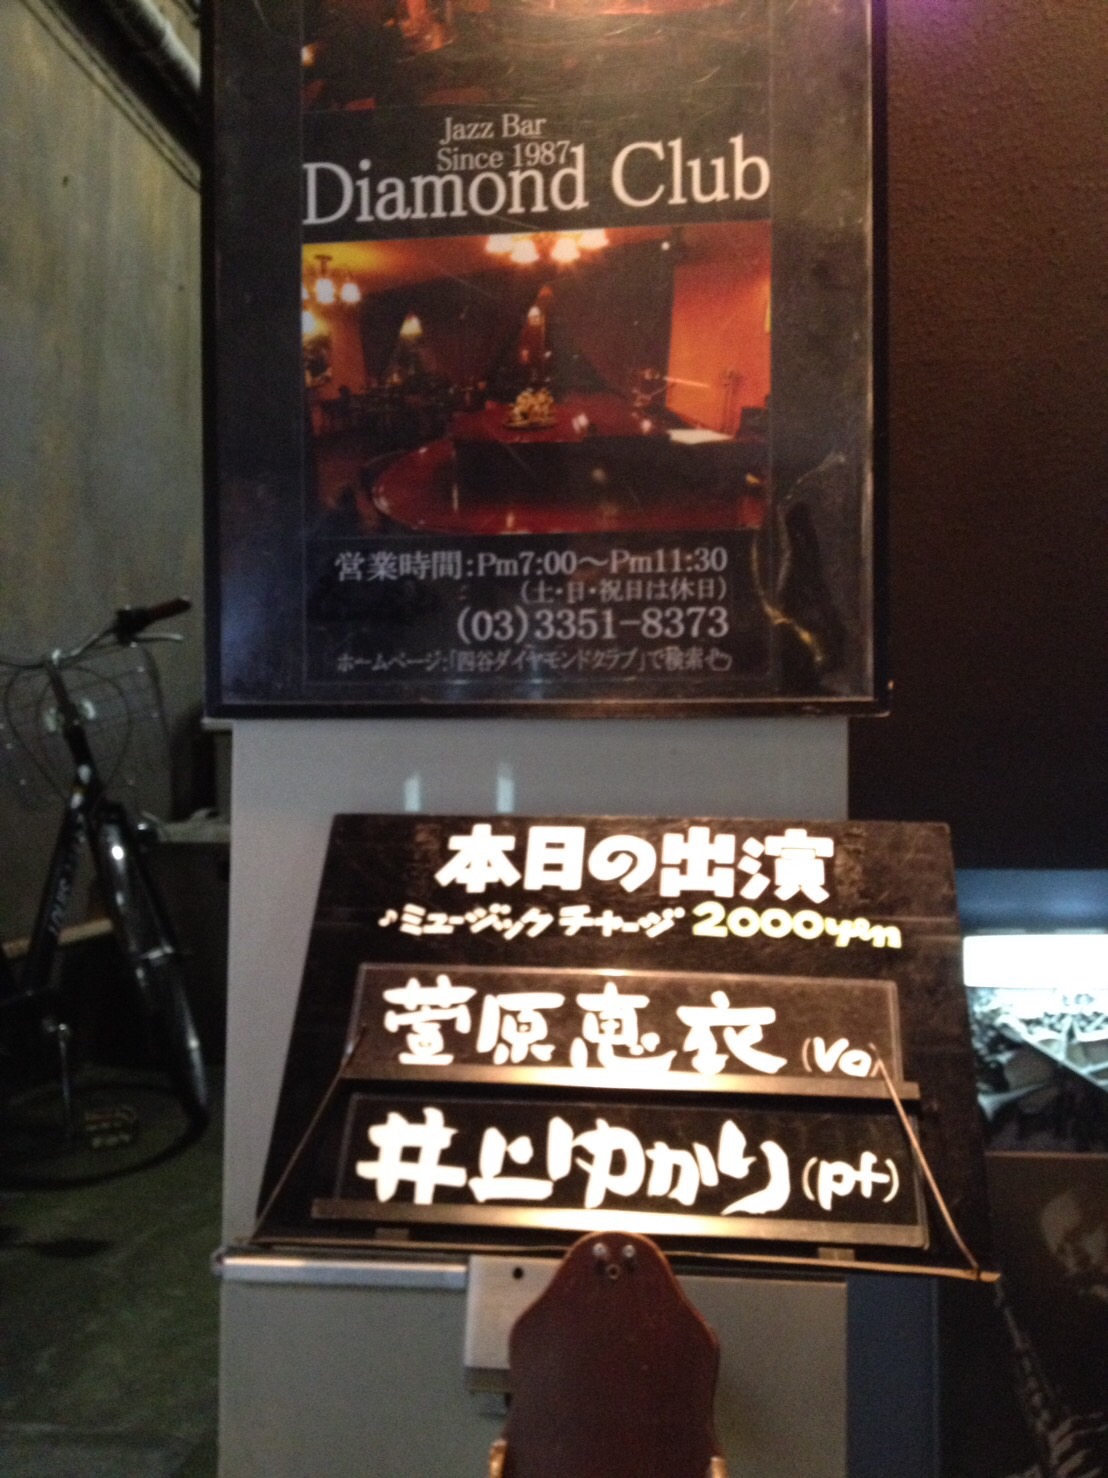 Jazz Bar
Since 1987
Diamond Club
営業時間:Pm7:00〜Pm11:30
(土・日・祝日は休日)
(03)3351-8373
ホームページ:「四谷ダイヤモンドクラブ」で検索
本日の出演
♪ミュージックチャージ 2000yen
萱原恵衣(Vo)
井上ゆかり(pf)